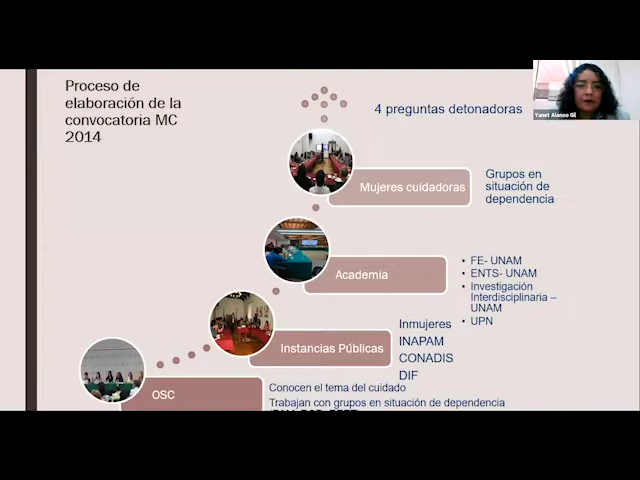 Proceso de
elaboración de la
convocatoria MC
2014
4 preguntas detonadoras
Yanet Alonso Gil
Mujeres cuidadoras
Grupos en
situación de
dependencia
Academia
• FE- UNAM
• ENTS- UNAM
• Investigación
Interdisciplinaria –
UNAM
• UPN
Instancias Públicas
Inmujeres
INAPAM
CONADIS
DIF
OSC
Conocen el tema del cuidado
Trabajan con grupos en situación de dependencia